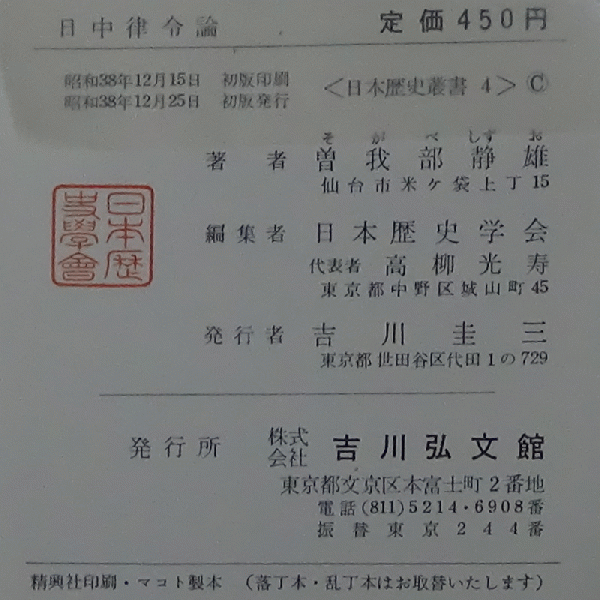 日中律令論
定価450円
昭和38年12月15日 初版印刷
昭和38年12月25日 初版発行
<日本歴史叢書 4> ©
そがべしずお
著者 曽我部静雄
仙台市米ケ袋上丁15
日本歴史學會
編集者 日本歴史学会
代表者 高柳光寿
東京都中野区城山町45
発行者 吉川圭三
東京都世田谷区代田1の729
発行所 株式会社 吉川弘文館
東京都文京区本富士町2番地
電話(811)5214・6908番
振替東京244番
精興社印刷・マコト製本 (落丁本・乱丁本はお取替いたします)